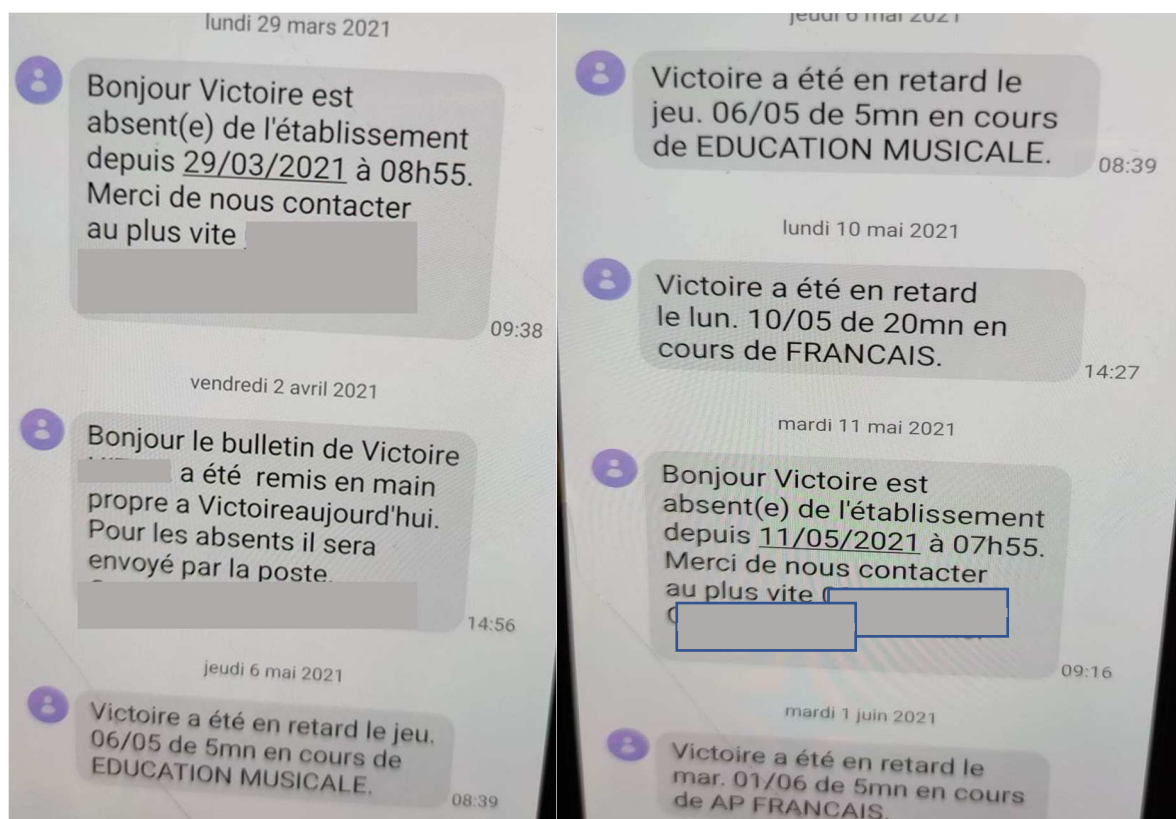 lundi 29 mars 2021
Bonjour Victoire est
absent(e) de l'établissement
depuis 29/03/2021 à 08h55.
Merci de nous contacter
au plus vite
09:38
vendredi 2 avril 2021
Bonjour le bulletin de Victoire
a été remis en main
propre a Victoireaujourd'hui.
Pour les absents il sera
envoyé par la poste.
14:56
jeudi 6 mai 2021
Victoire a été en retard le jeu.
06/05 de 5mn en cours de
EDUCATION MUSICALE.
08:39
jeudi 6 mai 2021
Victoire a été en retard le
jeu. 06/05 de 5mn en cours
de EDUCATION MUSICALE.
08:39
lundi 10 mai 2021
Victoire a été en retard
le lun. 10/05 de 20mn en
cours de FRANCAIS.
14:27
mardi 11 mai 2021
Bonjour Victoire est
absent(e) de l'établissement
depuis 11/05/2021 à 07h55.
Merci de nous contacter
au plus vite
09:16
mardi 1 juin 2021
Victoire a été en retard le
mar. 01/06 de 5mn en cours
de AP FRANCAIS.